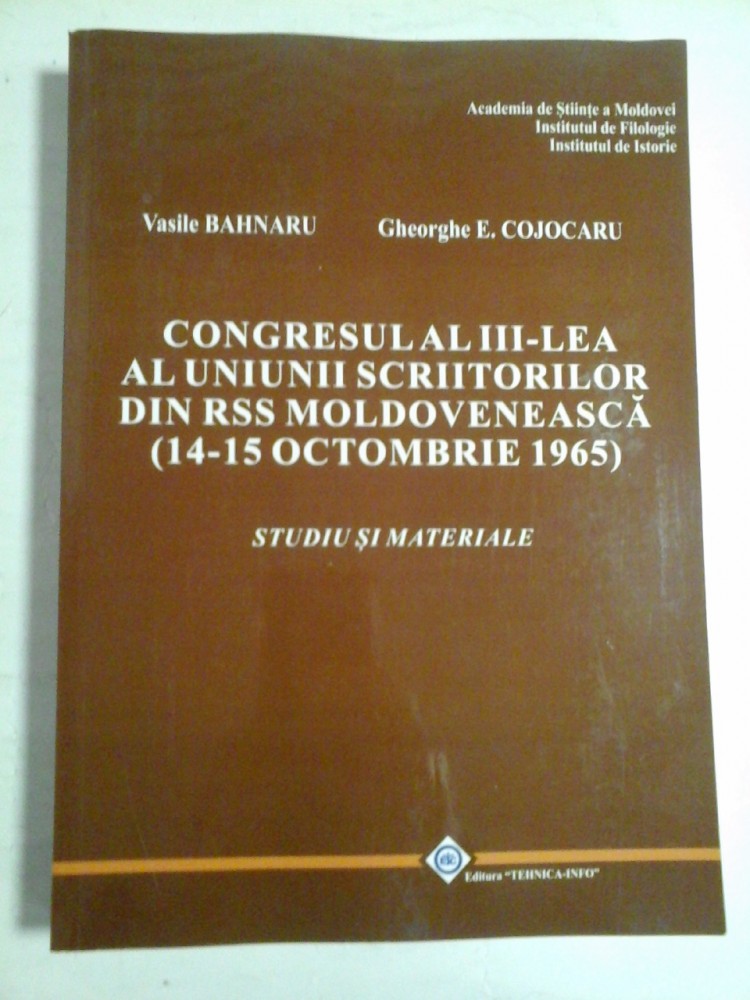 Academia de Științe a Moldovei
Institutul de Filologie
Institutul de Istorie
Vasile BAHNARU Gheorghe E. COJOCARU
CONGRESUL AL III-LEA
AL UNIUNII SCRIITORILOR
DIN RSS MOLDOVENEASCĂ
(14-15 OCTOMBRIE 1965)
STUDIU ȘI MATERIALE
Editura "TEHNICA-INFO"